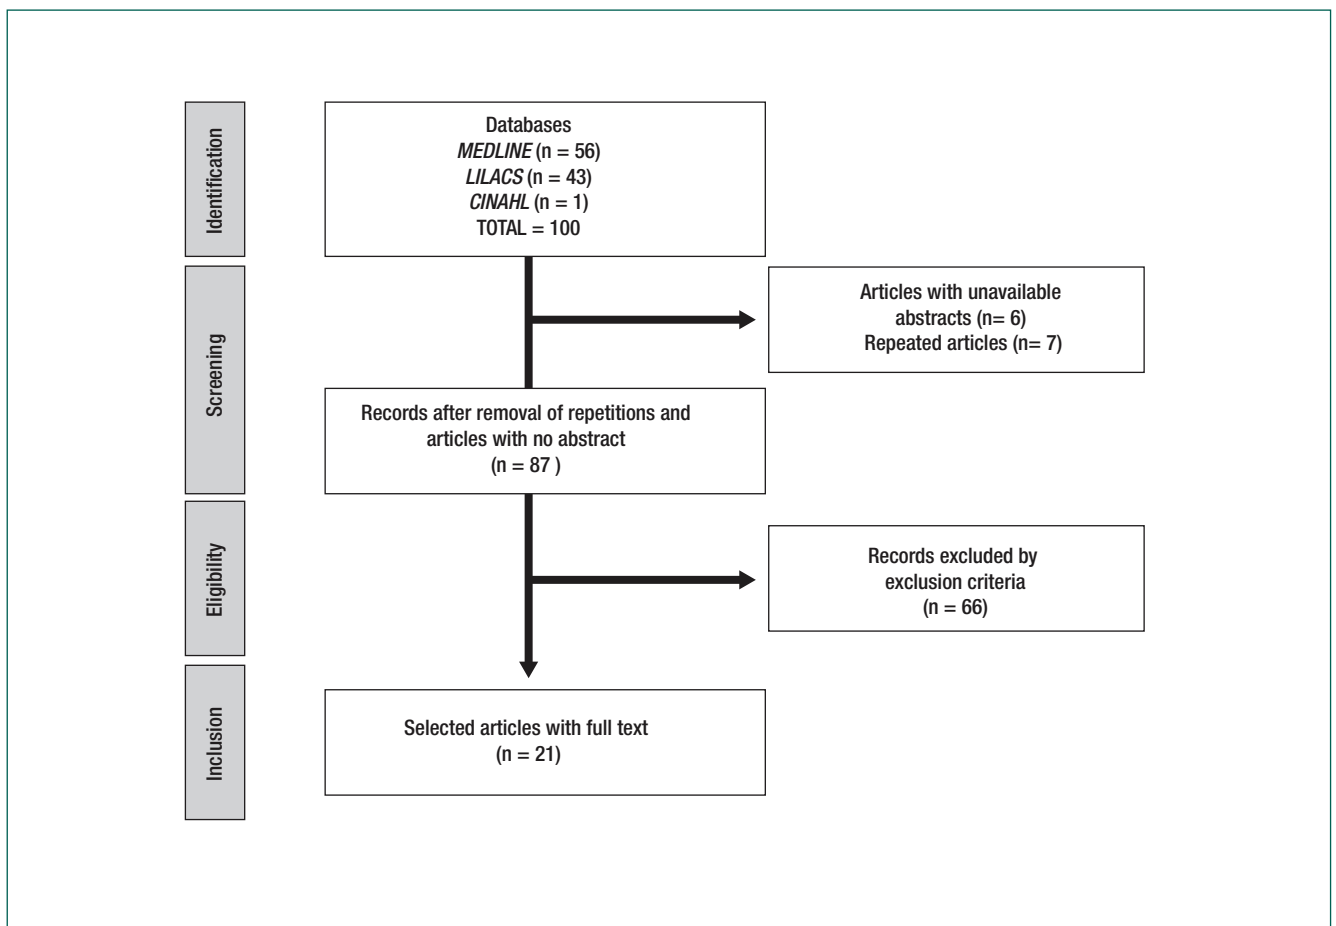 Identification
Databases
MEDLINE (n = 56)
LILACS (n = 43)
CINAHL (n = 1)
TOTAL = 100
Screening
Articles with unavailable
abstracts (n= 6)
Repeated articles (n= 7)
Records after removal of repetitions and
articles with no abstract
(n = 87 )
Eligibility
Records excluded by
exclusion criteria
(n = 66)
Inclusion
Selected articles with full text
(n = 21)